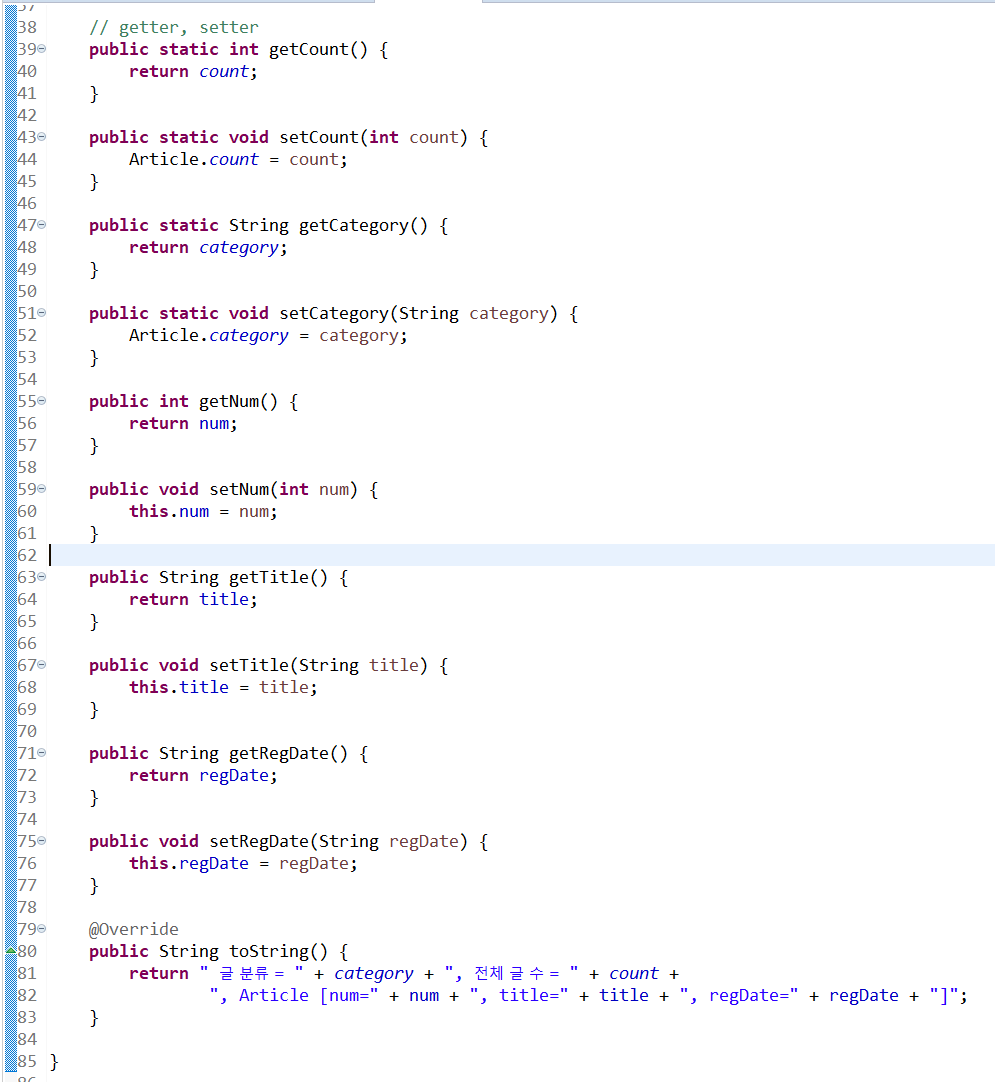 37
38     // getter, setter
39     public static int getCount() {
40         return count;
41     }
42
43     public static void setCount(int count) {
44         Article.count = count;
45     }
46
47     public static String getCategory() {
48         return category;
49     }
50
51     public static void setCategory(String category) {
52         Article.category = category;
53     }
54
55     public int getNum() {
56         return num;
57     }
58
59     public void setNum(int num) {
60         this.num = num;
61     }
62
63     public String getTitle() {
64         return title;
65     }
66
67     public void setTitle(String title) {
68         this.title = title;
69     }
70
71     public String getRegDate() {
72         return regDate;
73     }
74
75     public void setRegDate(String regDate) {
76         this.regDate = regDate;
77     }
78
79     @Override
80     public String toString() {
81         return " 글 분류 = " + category + ", 전체 글 수 = " + count +
82                 ", Article [num=" + num + ", title=" + title + ", regDate=" + regDate + "]";
83     }
84
85 }
86